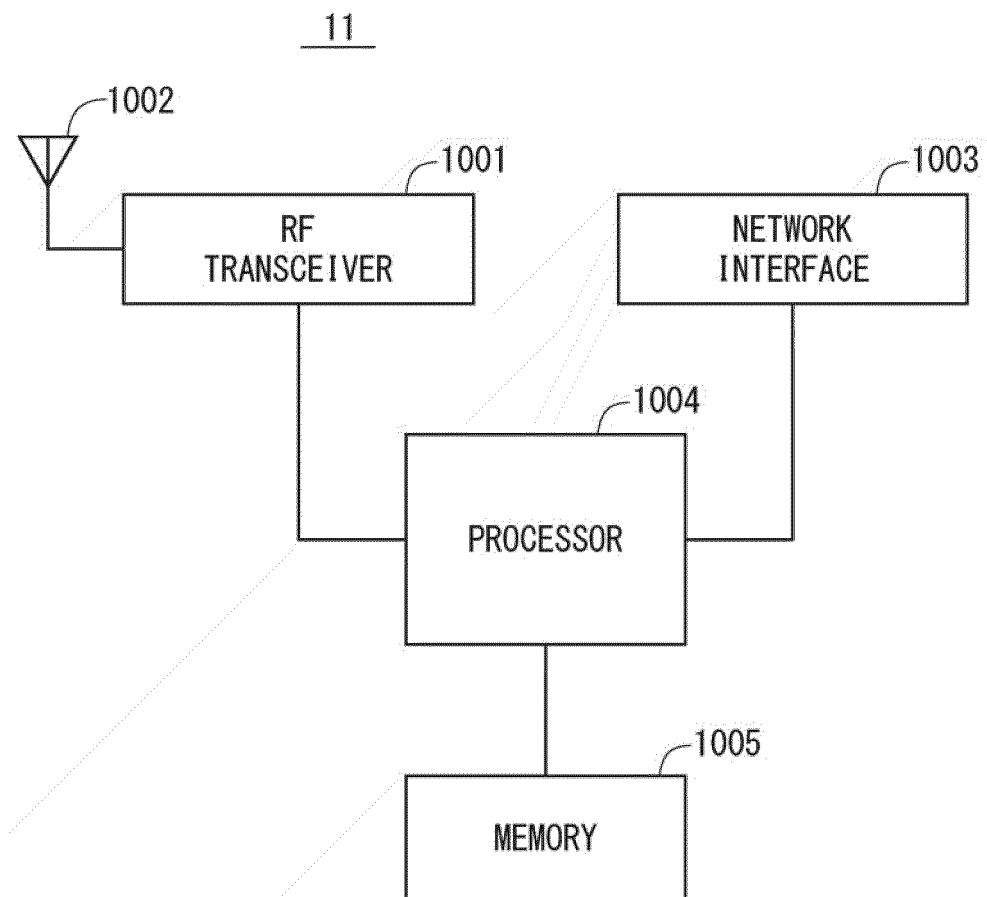 11
1002
1001
1003
RF
TRANSCEIVER
NETWORK
INTERFACE
1004
PROCESSOR
1005
MEMORY